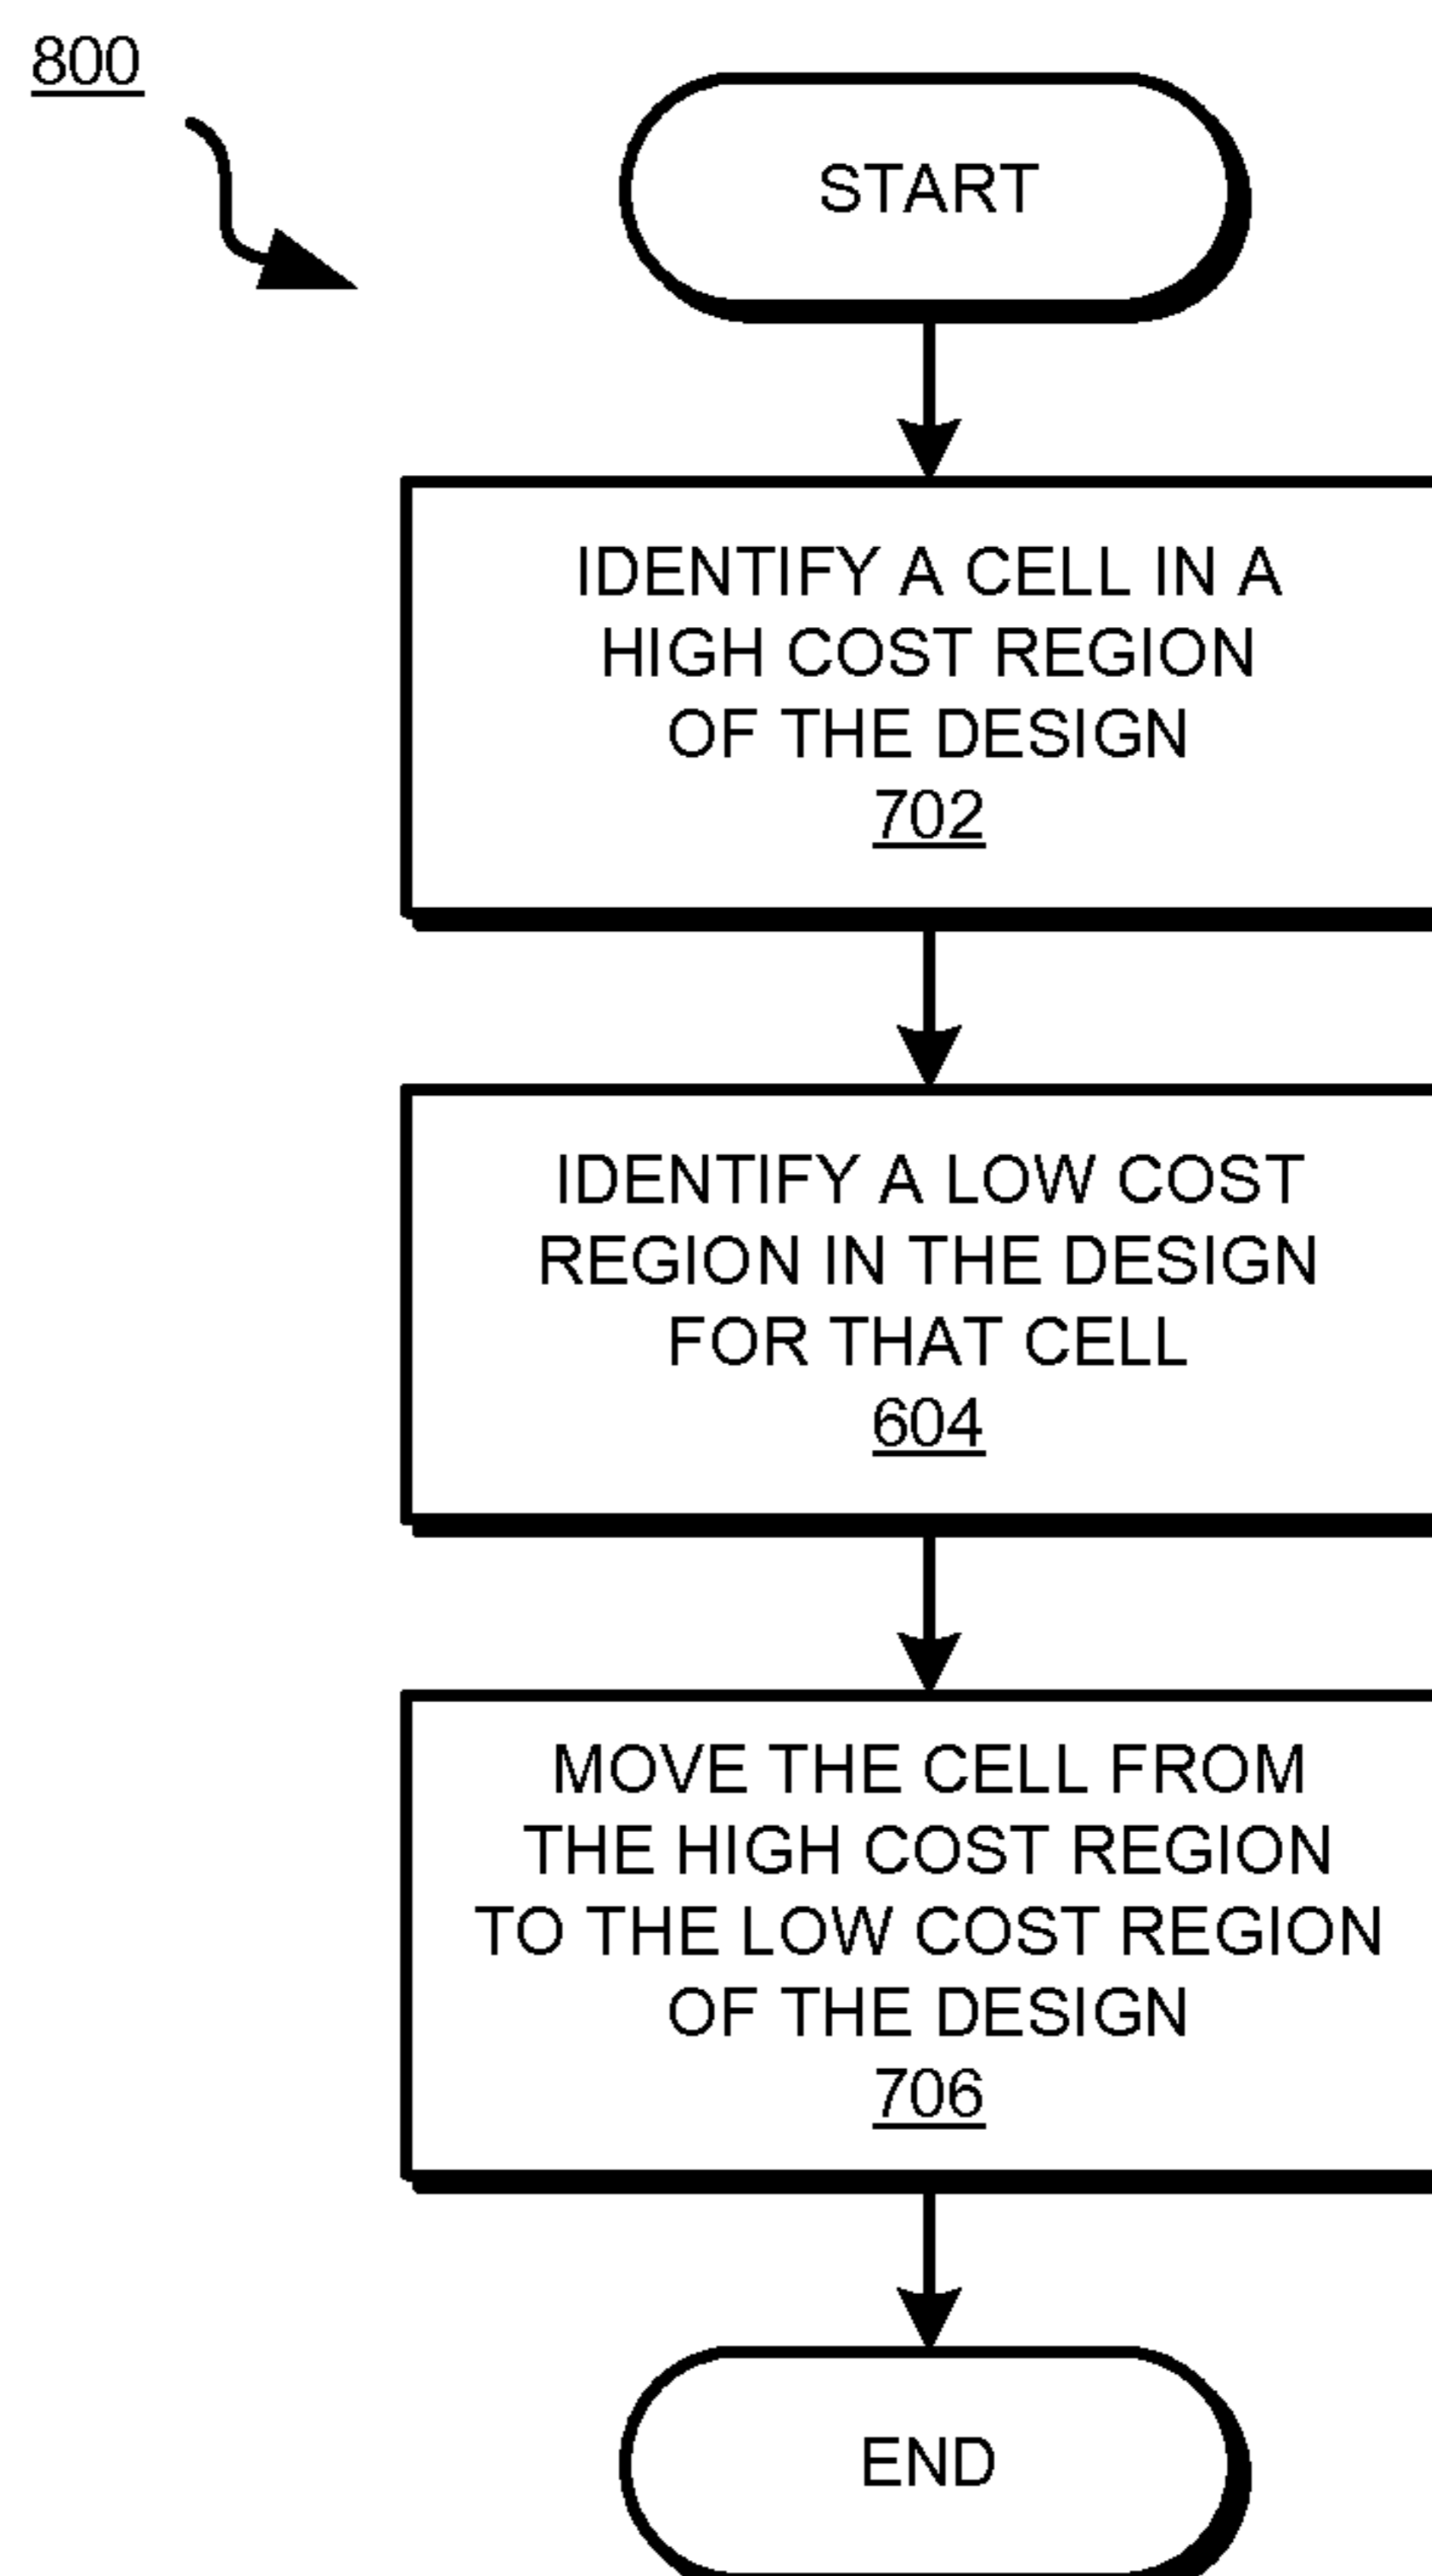 800
START
IDENTIFY A CELL IN A
HIGH COST REGION
OF THE DESIGN
702
IDENTIFY A LOW COST
REGION IN THE DESIGN
FOR THAT CELL
604
MOVE THE CELL FROM
THE HIGH COST REGION
TO THE LOW COST REGION
OF THE DESIGN
706
END